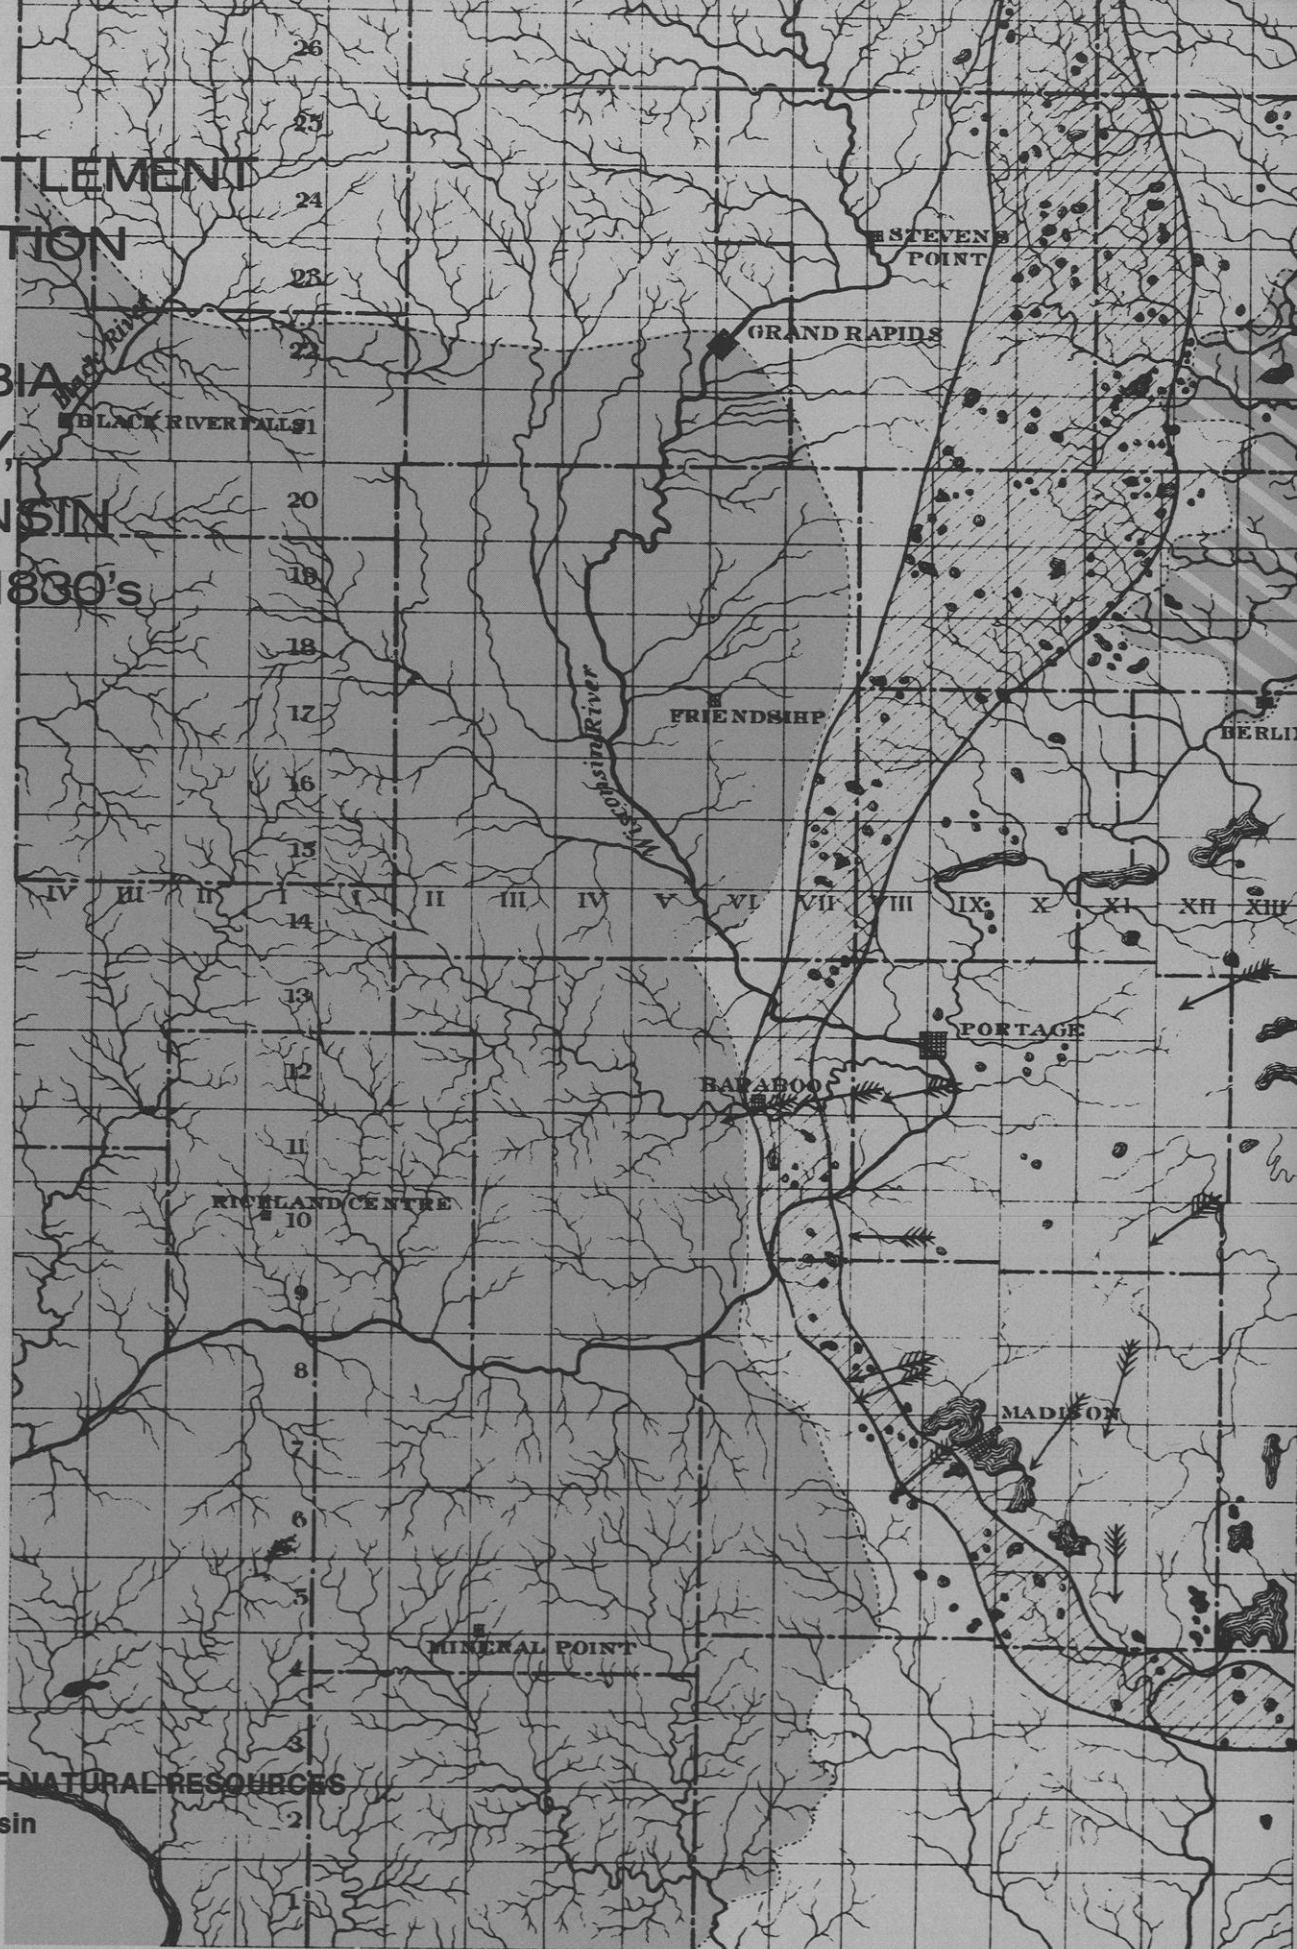 26
25
TLEMENT
24
TION
STEVENS
POINT
23
Black River
GRAND RAPIDS
22
BIA
BLACK RIVER FALLS
21
Y,
20
NSIN
19
1830's
18
17
FRIENDSIHP
Wisconsin River
BERLI
16
15
IV III II I I II III IV V VI VII VIII IX X XI XII XIII
14
13
PORTAGE
12
BARABOO
11
RICHLAND CENTRE
10
9
8
MADISON
7
6
5
MINERAL POINT
4
3
F NATURAL RESOURCES
2
sin
1